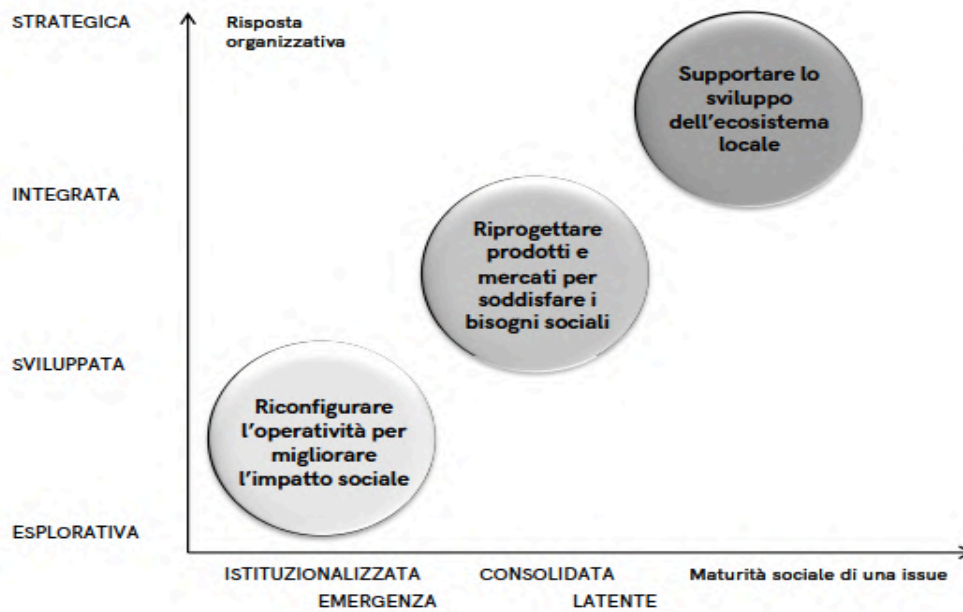 STRATEGICA
Risposta
organizzativa
Supportare lo
sviluppo
dell'ecosistema
locale
INTEGRATA
Riprogettare
prodotti e
mercati per
soddisfare i
bisogni sociali
SVILUPPATA
Riconfigurare
l'operatività per
migliorare
l'impatto sociale
ESPLORATIVA
ISTITUZIONALIZZATA
CONSOLIDATA
Maturità sociale di una issue
EMERGENZA
LATENTE